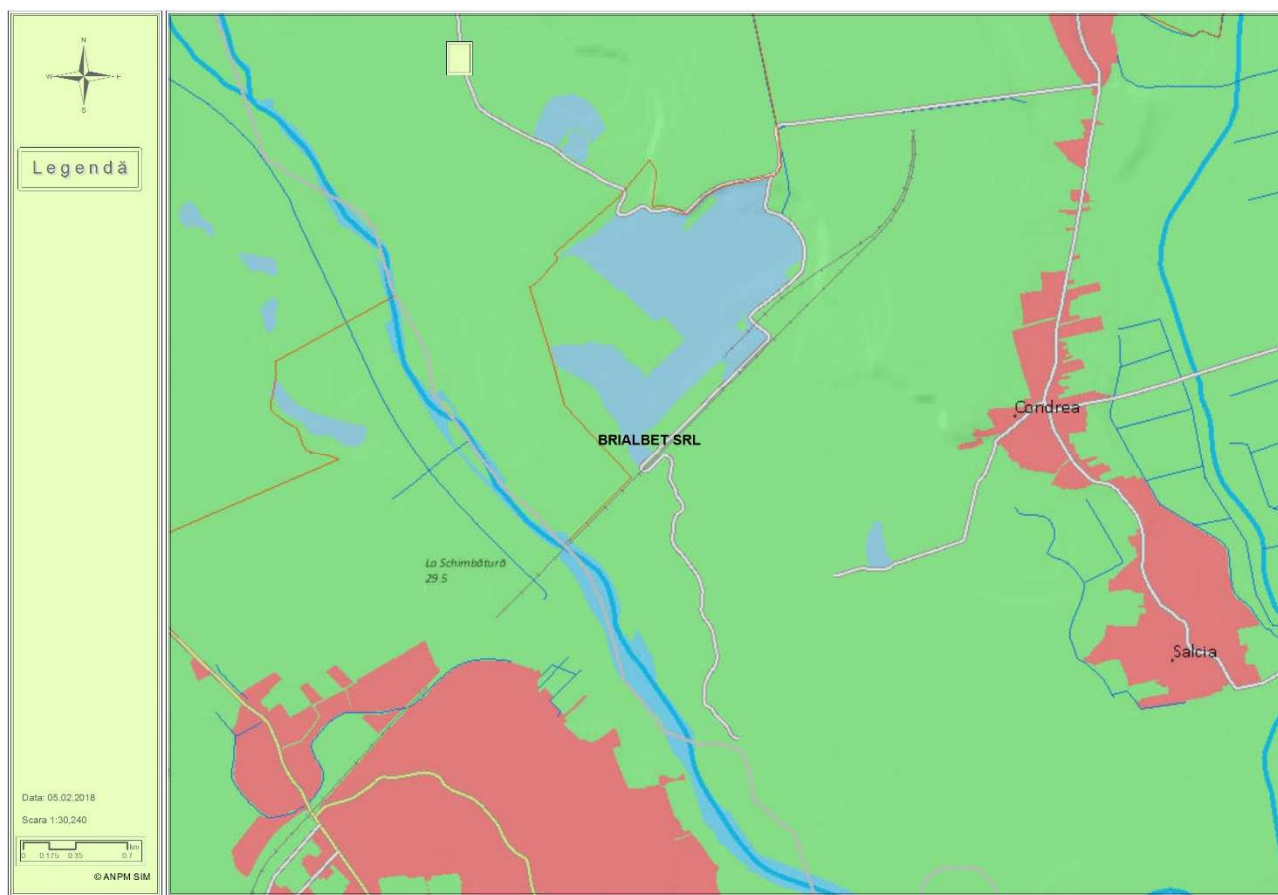 N
W
E
S
Legendă
Data: 05.02.2018
Scara 1:30,240
km
0 0.175 0.35 0.7
© ANPM SIM
Condrea
BRIALBET SRL
La Schimbătură
29.5
Salcia